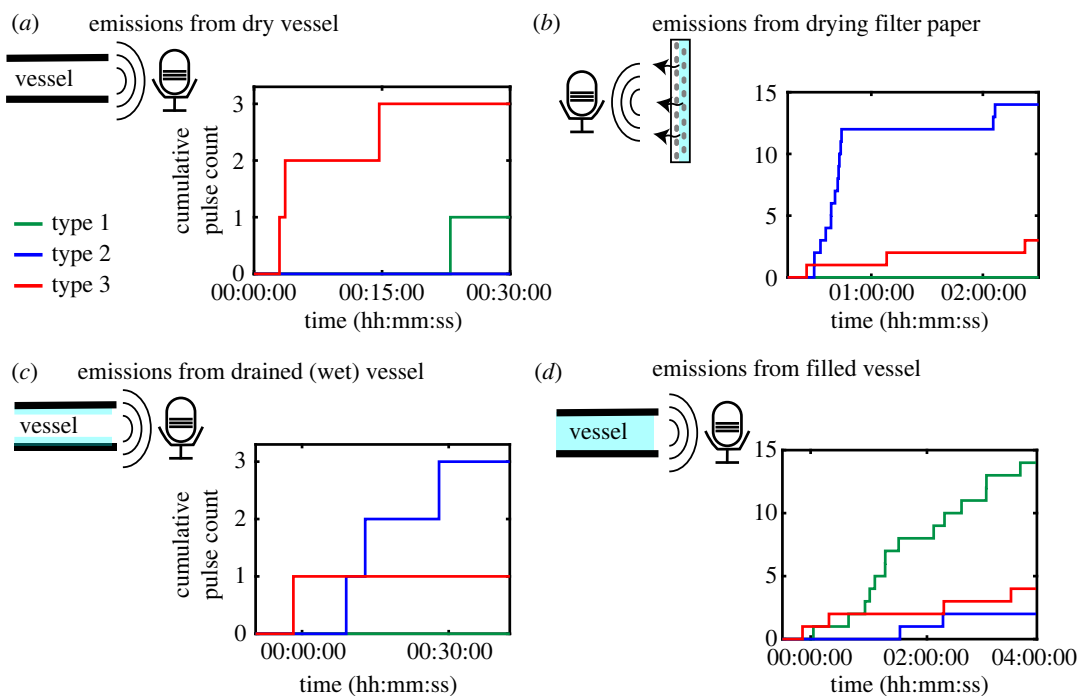 (a) emissions from dry vessel
vessel
type 1
type 2
type 3
cumulative
pulse count
3
2
1
0
00:00:00 00:15:00 00:30:00
time (hh:mm:ss)
(b) emissions from drying filter paper
15
10
5
0
01:00:00 02:00:00
time (hh:mm:ss)
(c) emissions from drained (wet) vessel
vessel
cumulative
pulse count
3
2
1
0
00:00:00 00:30:00
time (hh:mm:ss)
(d) emissions from filled vessel
vessel
15
10
5
0
00:00:00 02:00:00 04:00:00
time (hh:mm:ss)